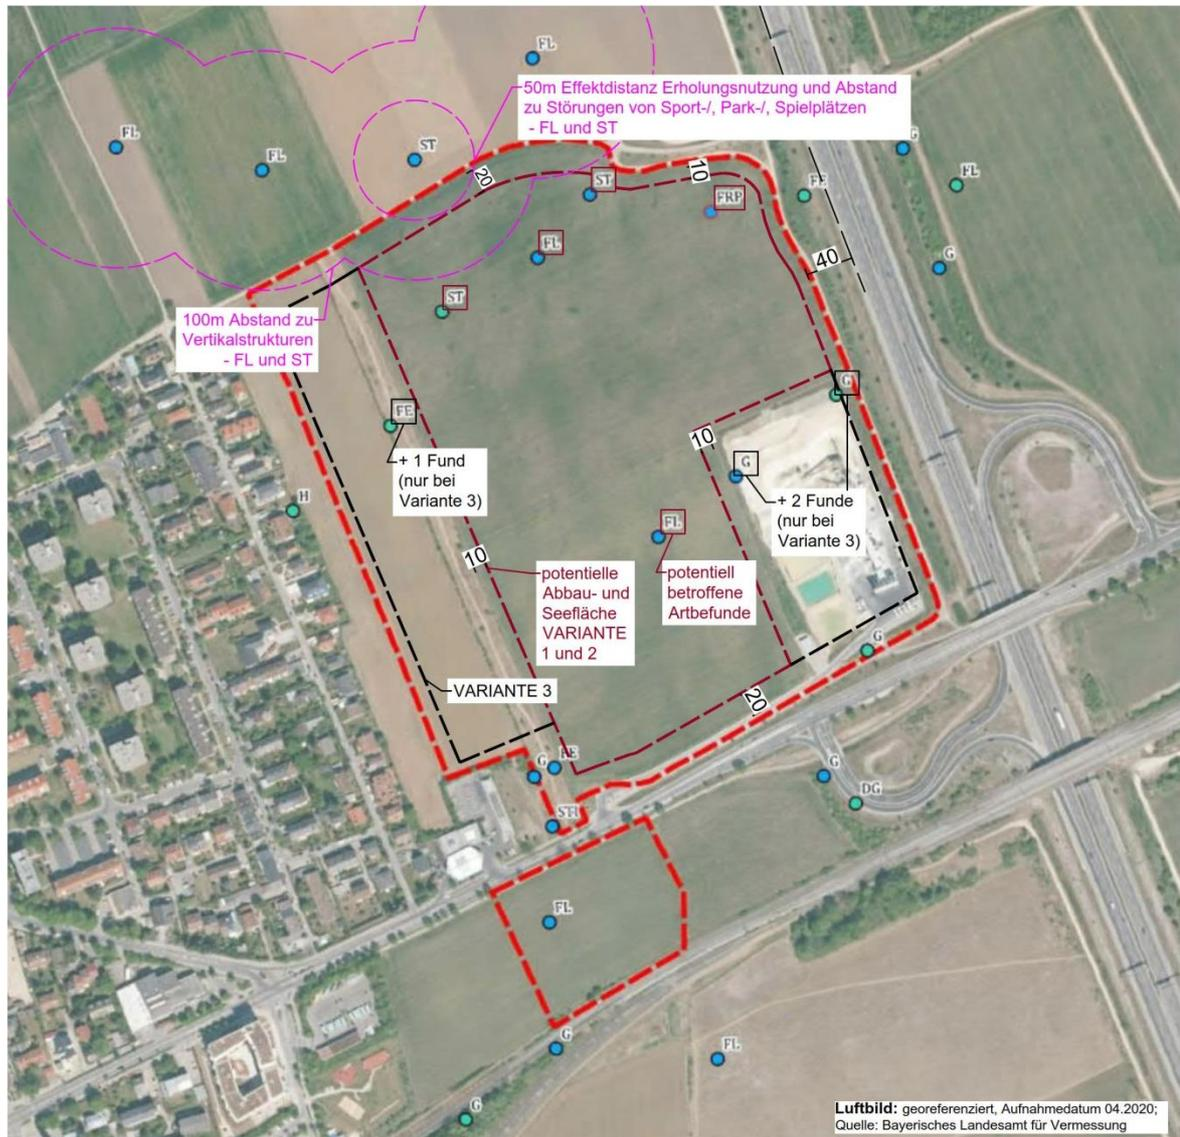 FL
50m Effektdistanz Erholungsnutzung und Abstand
zu Störungen von Sport-/, Park-/, Spielplätzen
- FL und ST
FL
FL
ST
G
FL
20
ST
10
FRP
FE
FL
40
G
ST
100m Abstand zu
Vertikalstrukturen
- FL und ST
FE
G
+ 1 Fund
(nur bei
Variante 3)
10
G
+ 2 Funde
(nur bei
Variante 3)
H
FL
10
potentielle
Abbau- und
Seefläche
VARIANTE
1 und 2
potentiell
betroffene
Artbefunde
G
VARIANTE 3
20
G
FE
G
DG
STI
FL
G
FL
G
Luftbild: georeferenziert, Aufnahmedatum 04.2020;
Quelle: Bayerisches Landesamt für Vermessung